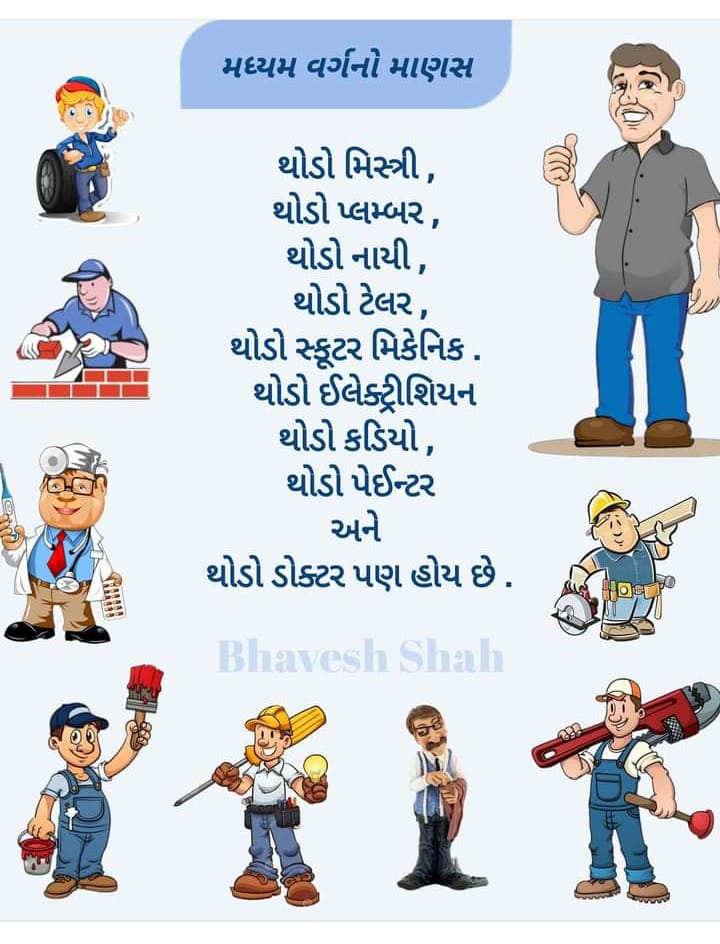 મધ્યમ વર્ગનો માણસ
થોડો મિસ્ત્રી ,
થોડો પ્લમ્બર ,
થોડો નાયી ,
થોડો ટેલર ,
થોડો સ્કૂટર મિકેનિક .
થોડો ઈલેક્ટ્રીશિયન
થોડો કડિયો ,
થોડો પેઈન્ટર
અને
થોડો ડોક્ટર પણ હોય છે .
Bhavesh Shah